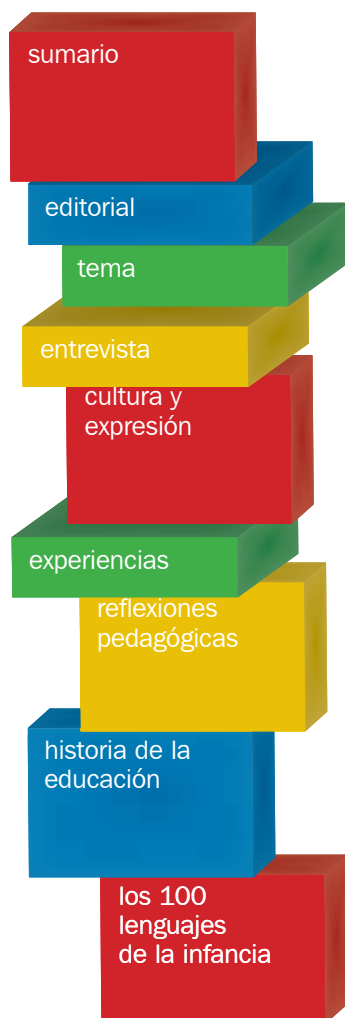 sumario
editorial
tema
entrevista
cultura y
expresión
experiencias
reflexiones
pedagógicas
historia de la
educación
los 100
lenguajes
de la infancia